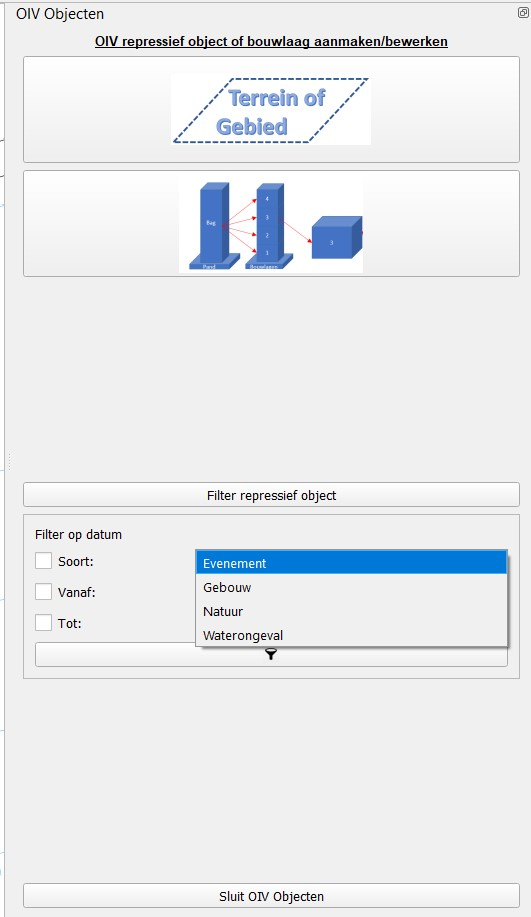 OIV Objecten
OIV repressief object of bouwlaag aanmaken/bewerken
Terrein of
Gebied
Bag
4
3
2
1
3
Pand
Bouwlagen
Filter repressief object
Filter op datum
Soort:
Evenement
Gebouw
Vanaf:
Natuur
Tot:
Waterongeval
Sluit OIV Objecten